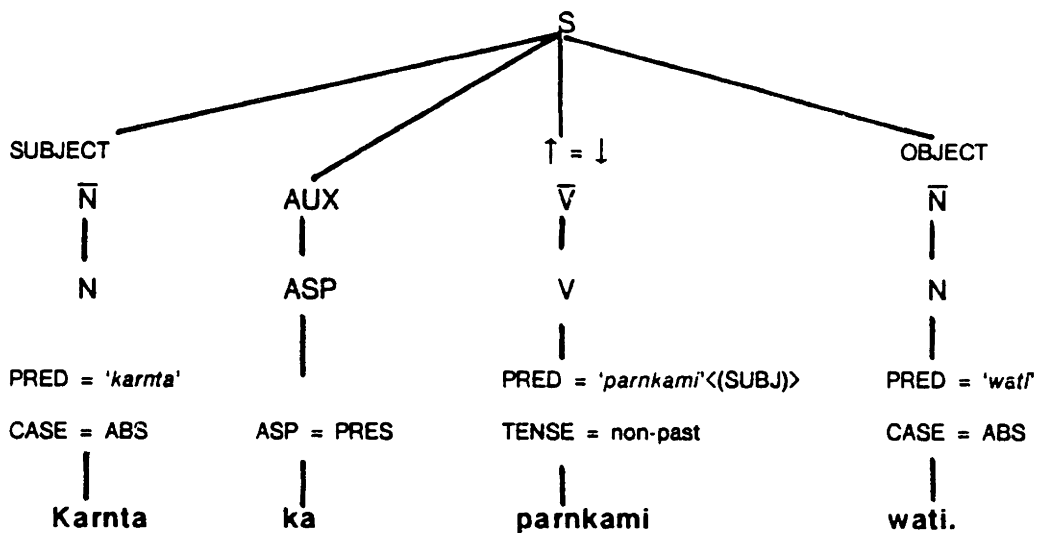 S
SUBJECT ↑ = ↓ OBJECT
N̅ AUX V̅ N̅
N ASP V N
PRED = 'karnta' PRED = 'parnkami'<(SUBJ)> PRED = 'wati'
CASE = ABS ASP = PRES TENSE = non-past CASE = ABS
Karnta ka parnkami wati.